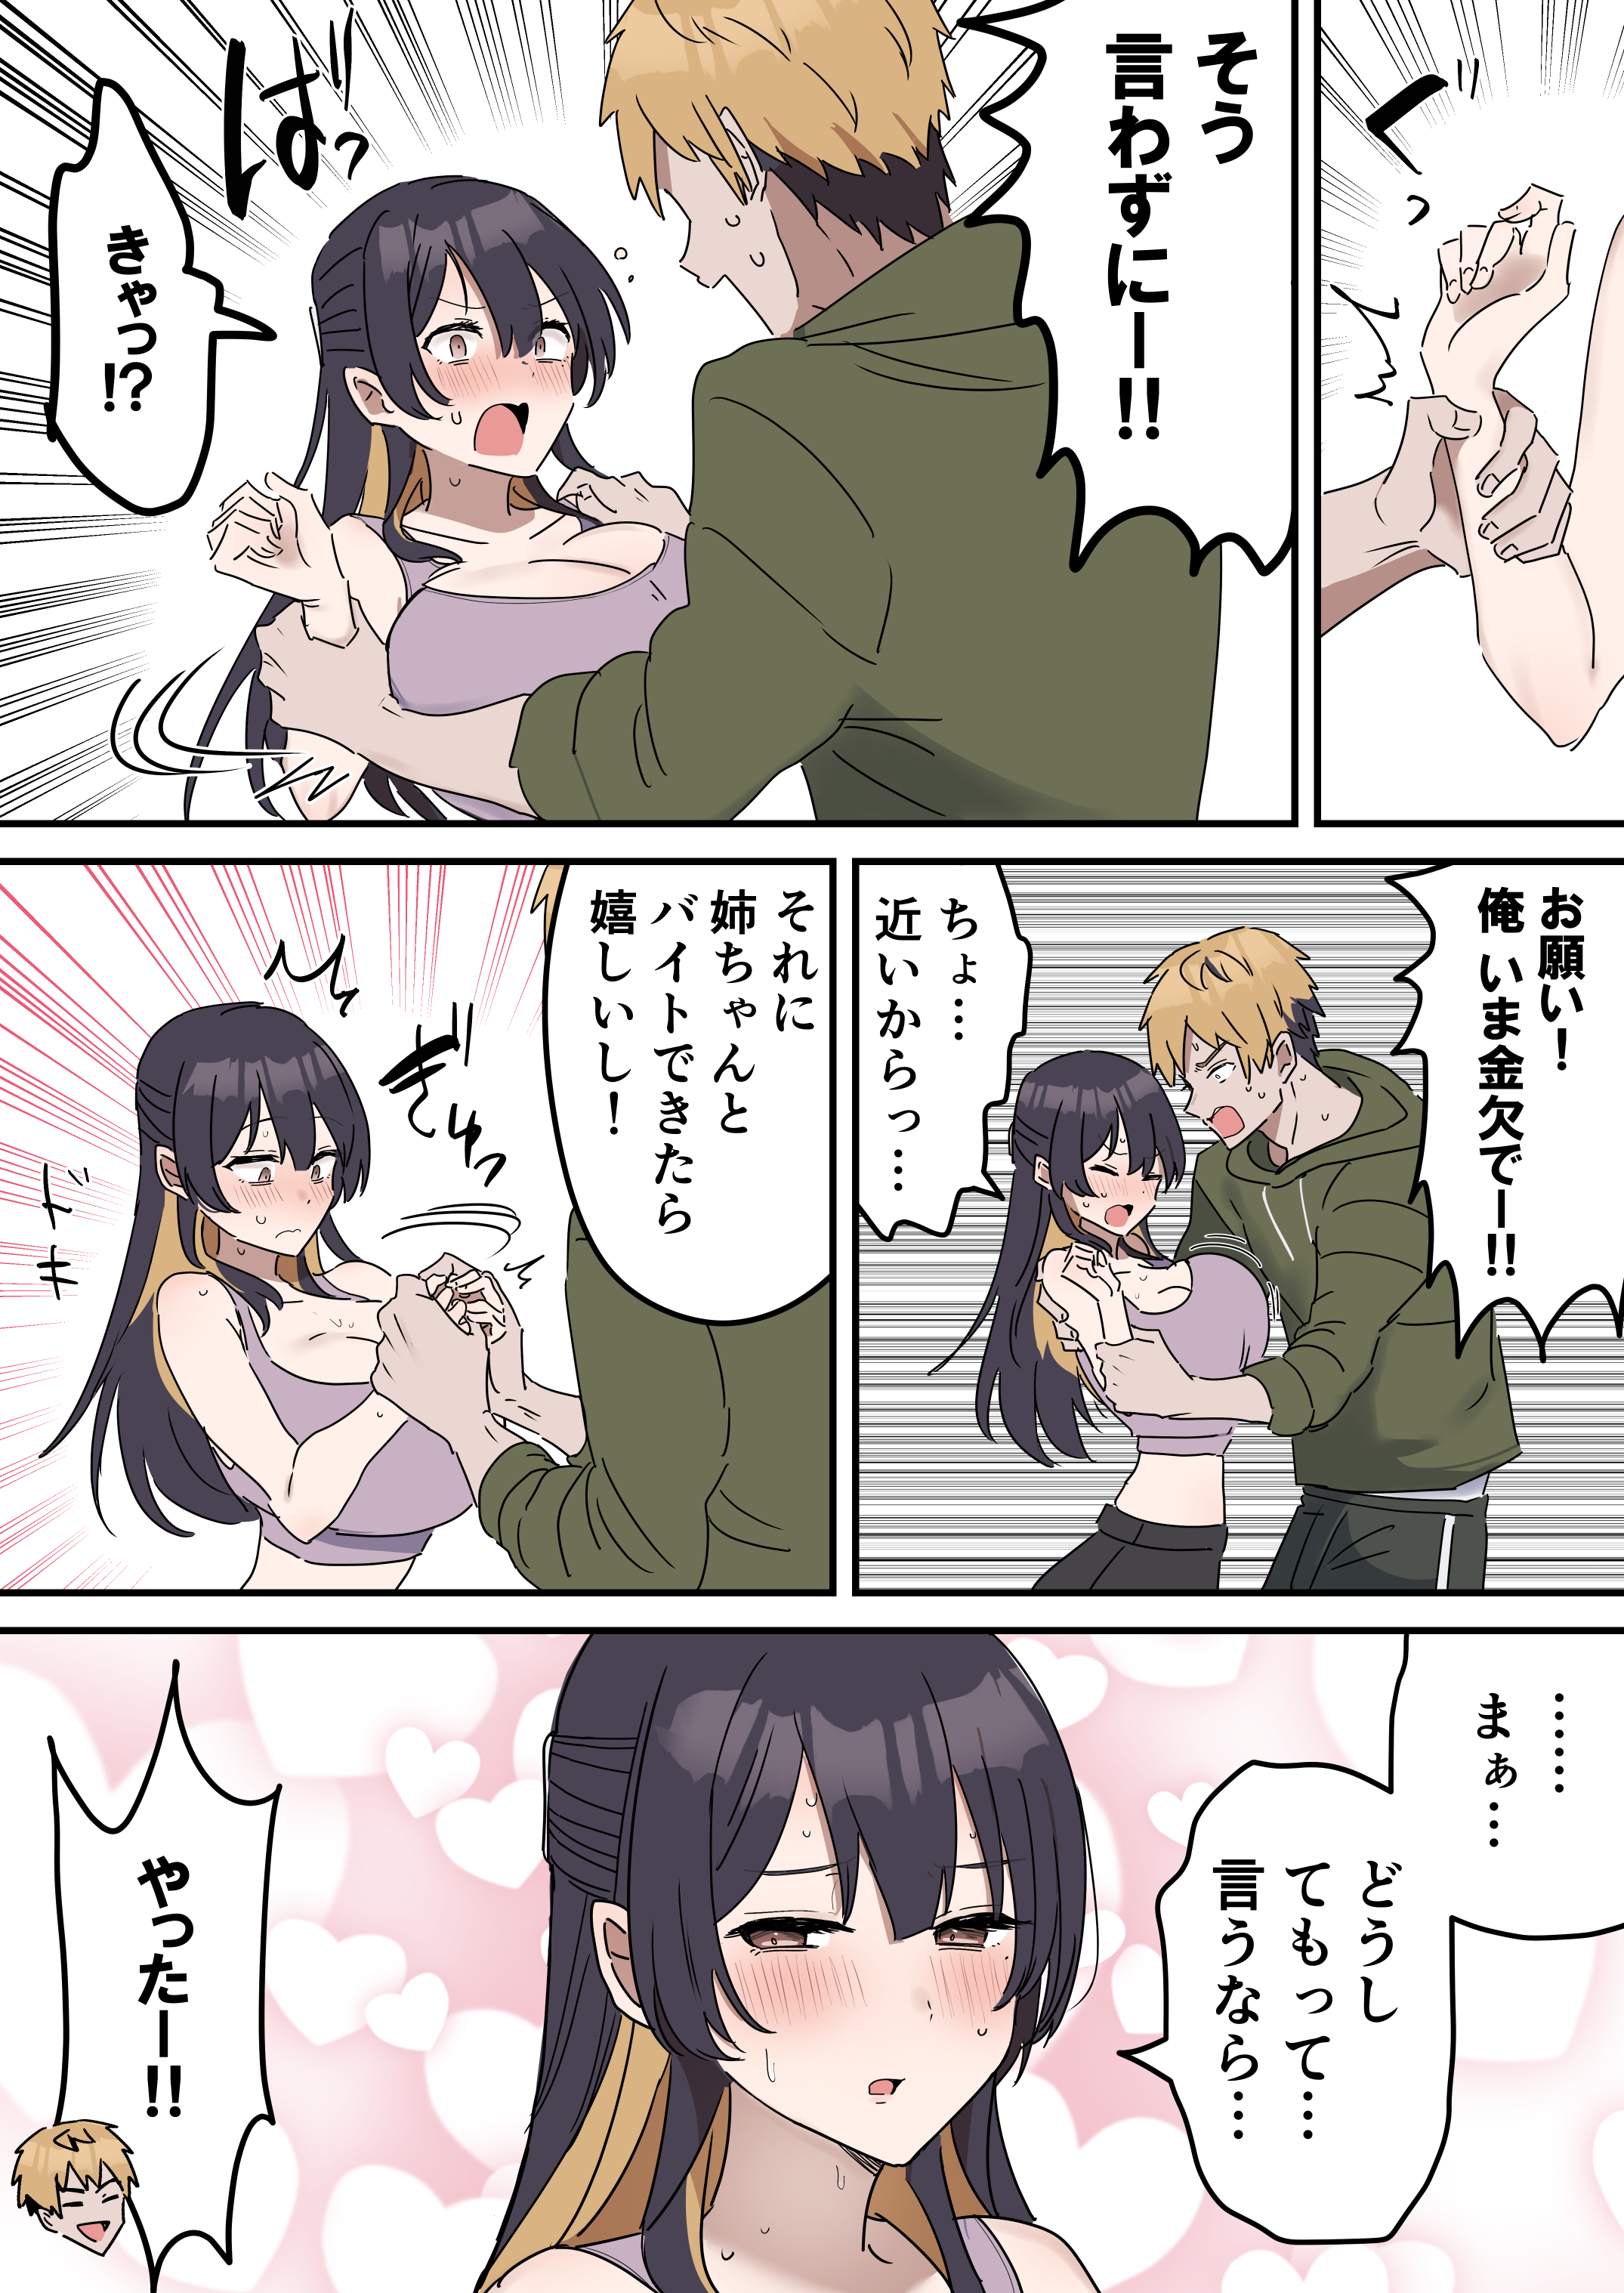 ぐっ
そう
言わずにー!!
ばっ
きゃっ!?
お願い!
俺 いま金欠でー!!
ちょ…
近いからっ…
それに
姉ちゃんと
バイトできたら
嬉しいし!
ぎゅっ
ドキ
……
まぁ…
どうし
てもって…
言うなら…
やったー!!